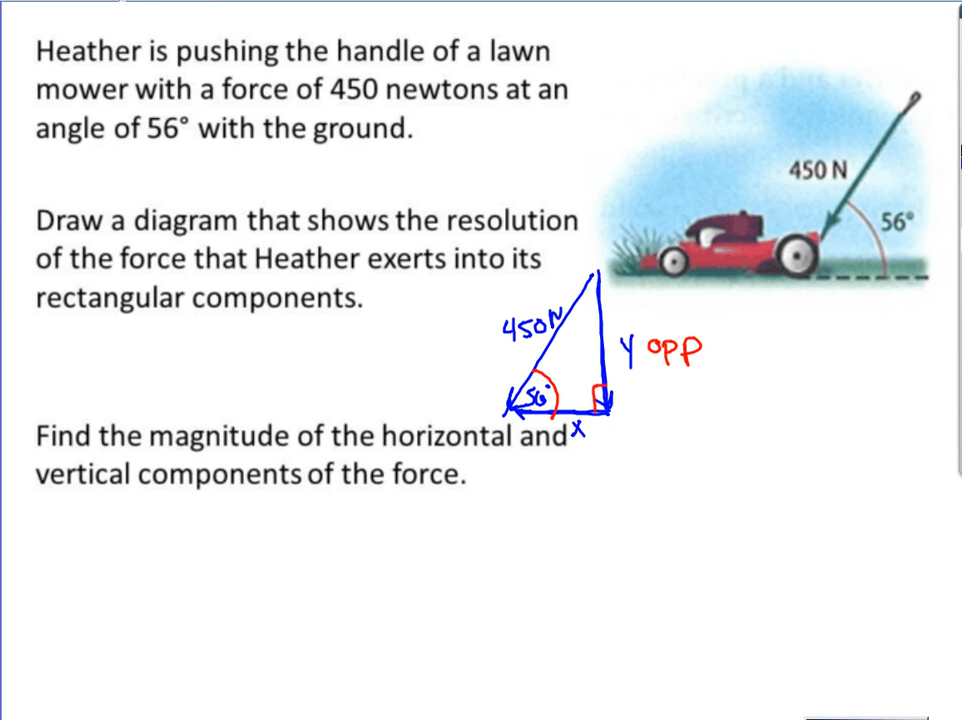 Heather is pushing the handle of a lawn
mower with a force of 450 newtons at an
angle of 56° with the ground.
450 N
56°
Draw a diagram that shows the resolution
of the force that Heather exerts into its
rectangular components.
450N
y opp
56°
x
Find the magnitude of the horizontal and
vertical components of the force.